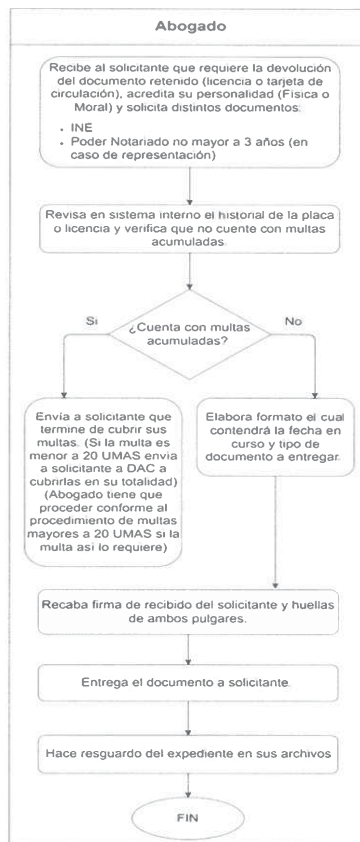 Abogado
Recibe al solicitante que requiere la devolución
del documento retenido (licencia o tarjeta de
circulación), acredita su personalidad (Física o
Moral) y solicita distintos documentos:
• INE
• Poder Notariado no mayor a 3 años (en
caso de representación)
Revisa en sistema interno el historial de la placa
o licencia y verifica que no cuente con multas
acumuladas.
¿Cuenta con multas
acumuladas?
Si
No
Envía a solicitante que
termine de cubrir sus
multas. (Si la multa es
menor a 20 UMAS envía
a solicitante a DAC a
cubrirlas en su totalidad)
(Abogado tiene que
proceder conforme al
procedimiento de multas
mayores a 20 UMAS si la
multa así lo requiere)
Elabora formato el cual
contendrá la fecha en
curso y tipo de
documento a entregar.
Recaba firma de recibido del solicitante y huellas
de ambos pulgares.
Entrega el documento a solicitante.
Hace resguardo del expediente en sus archivos
FIN